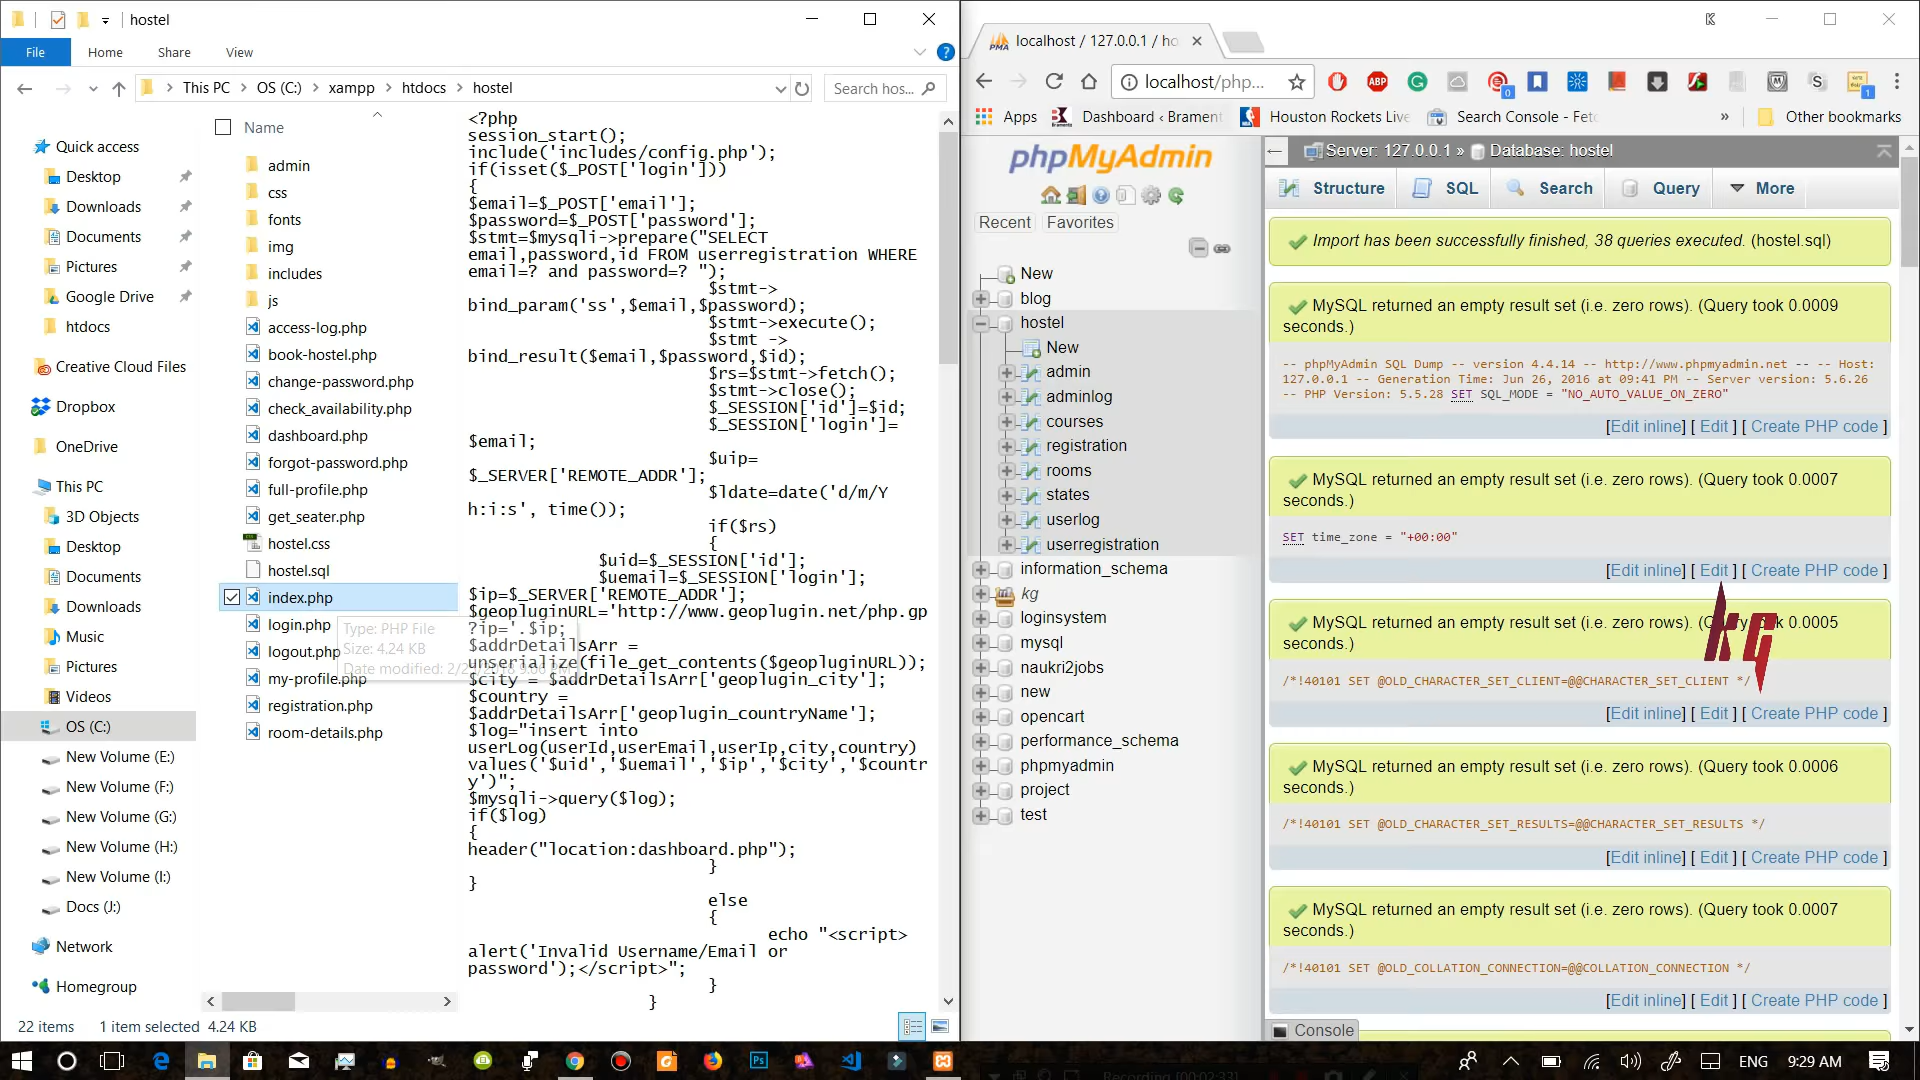 hostel
File
Home
Share
View
This PC
OS (C:)
xampp
htdocs
hostel
Search hos...
Quick access
Desktop
Downloads
Documents
Pictures
Google Drive
htdocs
Creative Cloud Files
Dropbox
OneDrive
This PC
3D Objects
Desktop
Documents
Downloads
Music
Pictures
Videos
OS (C:)
New Volume (E:)
New Volume (F:)
New Volume (G:)
New Volume (H:)
New Volume (I:)
Docs (J:)
Network
Homegroup
Name
admin
css
fonts
img
includes
js
access-log.php
book-hostel.php
change-password.php
check_availability.php
dashboard.php
forgot-password.php
full-profile.php
get_seater.php
hostel.css
hostel.sql
index.php
login.php
logout.php
my-profile.php
registration.php
room-details.php
Type: PHP File
Size: 4.24 KB
Date modified:
<?php
session_start();
include('includes/config.php');
if(isset($_POST['login']))
{
$email=$_POST['email'];
$password=$_POST['password'];
$stmt=$mysqli->prepare("SELECT
email,password,id FROM userregistration WHERE
email=? and password=? ");
$stmt->
bind_param('ss',$email,$password);
$stmt->execute();
$stmt ->
bind_result($email,$password,$id);
$rs=$stmt->fetch();
$stmt->close();
$_SESSION['id']=$id;
$_SESSION['login']=
$email;
$uip=
$_SERVER['REMOTE_ADDR'];
$ldate=date('d/m/Y
h:i:s', time());
if($rs)
{
$uid=$_SESSION['id'];
$uemail=$_SESSION['login'];
$ip=$_SERVER['REMOTE_ADDR'];
$geopluginURL='http://www.geoplugin.net/php.gp
?ip='.$ip;
$addrDetailsArr =
unserialize(file_get_contents($geopluginURL));
$city = $addrDetailsArr['geoplugin_city'];
$country =
$addrDetailsArr['geoplugin_countryName'];
$log="insert into
userLog(userId,userEmail,userIp,city,country)
values('$uid','$uemail','$ip','$city','$countr
y')";
$mysqli->query($log);
if($log)
{
header("location:dashboard.php");
}
}
else
{
echo "<script>
alert('Invalid Username/Email or
password');</script>";
}
}
22 items
1 item selected 4.24 KB
PMA
localhost / 127.0.0.1 / ho
localhost/php...
ABP
Apps
Dashboard ‹ Brament
Houston Rockets Live
Search Console - Fetc
»
Other bookmarks
phpMyAdmin
Recent
Favorites
New
blog
hostel
New
admin
adminlog
courses
registration
rooms
states
userlog
userregistration
information_schema
kg
loginsystem
mysql
naukri2jobs
new
opencart
performance_schema
phpmyadmin
project
test
Server: 127.0.0.1 » Database: hostel
Structure
SQL
Search
Query
More
Import has been successfully finished, 38 queries executed. (hostel.sql)
MySQL returned an empty result set (i.e. zero rows). (Query took 0.0009
seconds.)
-- phpMyAdmin SQL Dump -- version 4.4.14 -- http://www.phpmyadmin.net -- -- Host:
127.0.0.1 -- Generation Time: Jun 26, 2016 at 09:41 PM -- Server version: 5.6.26
-- PHP Version: 5.5.28 SET SQL_MODE = "NO_AUTO_VALUE_ON_ZERO"
[Edit inline] [ Edit ] [ Create PHP code ]
MySQL returned an empty result set (i.e. zero rows). (Query took 0.0007
seconds.)
SET time_zone = "+00:00"
[Edit inline] [ Edit ] [ Create PHP code ]
MySQL returned an empty result set (i.e. zero rows). 0.0005
seconds.)
kg
/*!40101 SET @OLD_CHARACTER_SET_CLIENT=@@CHARACTER_SET_CLIENT */
[Edit inline] [ Edit ] [ Create PHP code ]
MySQL returned an empty result set (i.e. zero rows). (Query took 0.0006
seconds.)
/*!40101 SET @OLD_CHARACTER_SET_RESULTS=@@CHARACTER_SET_RESULTS */
[Edit inline] [ Edit ] [ Create PHP code ]
MySQL returned an empty result set (i.e. zero rows). (Query took 0.0007
seconds.)
/*!40101 SET @OLD_COLLATION_CONNECTION=@@COLLATION_CONNECTION */
[Edit inline] [ Edit ] [ Create PHP code ]
Console
ENG
9:29 AM